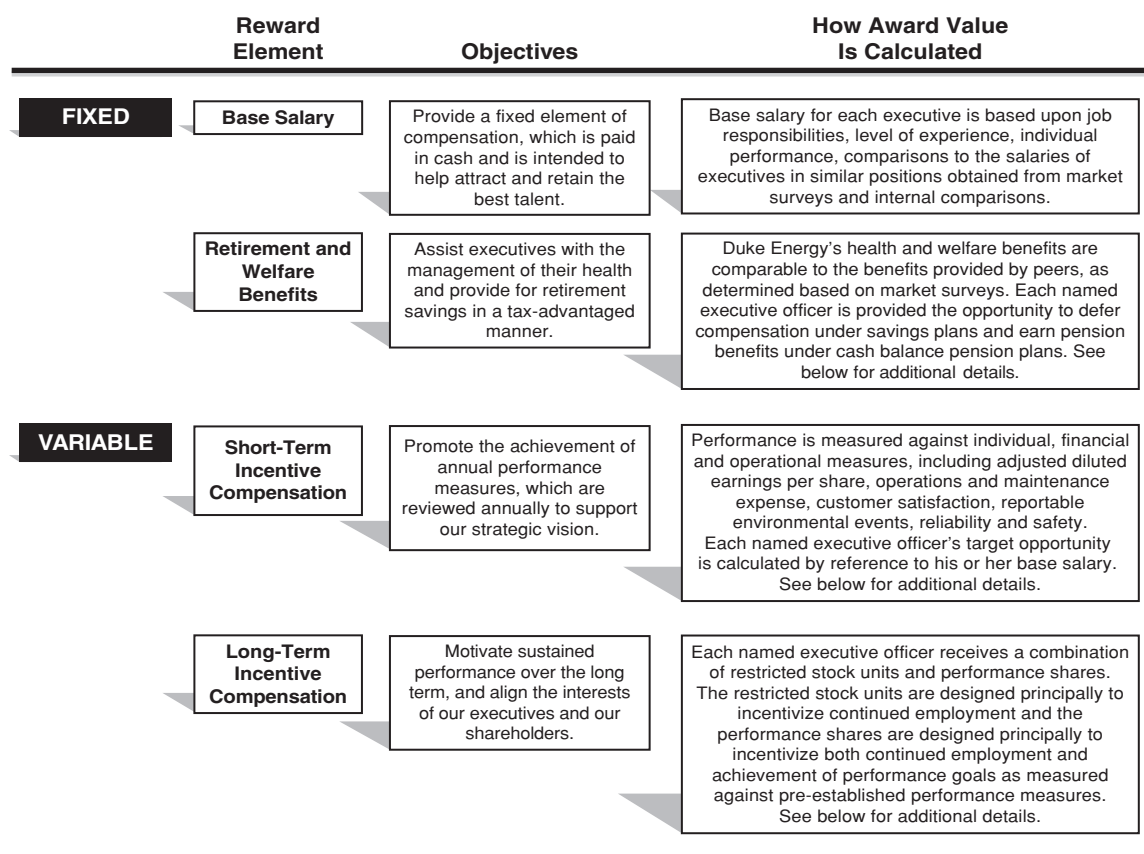 Reward
Element
Objectives
How Award Value
Is Calculated
FIXED
Base Salary
Provide a fixed element of
compensation, which is paid
in cash and is intended to
help attract and retain the
best talent.
Base salary for each executive is based upon job
responsibilities, level of experience, individual
performance, comparisons to the salaries of
executives in similar positions obtained from market
surveys and internal comparisons.
Retirement and
Welfare
Benefits
Assist executives with the
management of their health
and provide for retirement
savings in a tax-advantaged
manner.
Duke Energy's health and welfare benefits are
comparable to the benefits provided by peers, as
determined based on market surveys. Each named
executive officer is provided the opportunity to defer
compensation under savings plans and earn pension
benefits under cash balance pension plans. See
below for additional details.
VARIABLE
Short-Term
Incentive
Compensation
Promote the achievement of
annual performance
measures, which are
reviewed annually to support
our strategic vision.
Performance is measured against individual, financial
and operational measures, including adjusted diluted
earnings per share, operations and maintenance
expense, customer satisfaction, reportable
environmental events, reliability and safety.
Each named executive officer's target opportunity
is calculated by reference to his or her base salary.
See below for additional details.
Long-Term
Incentive
Compensation
Motivate sustained
performance over the long
term, and align the interests
of our executives and our
shareholders.
Each named executive officer receives a combination
of restricted stock units and performance shares.
The restricted stock units are designed principally to
incentivize continued employment and the
performance shares are designed principally to
incentivize both continued employment and
achievement of performance goals as measured
against pre-established performance measures.
See below for additional details.